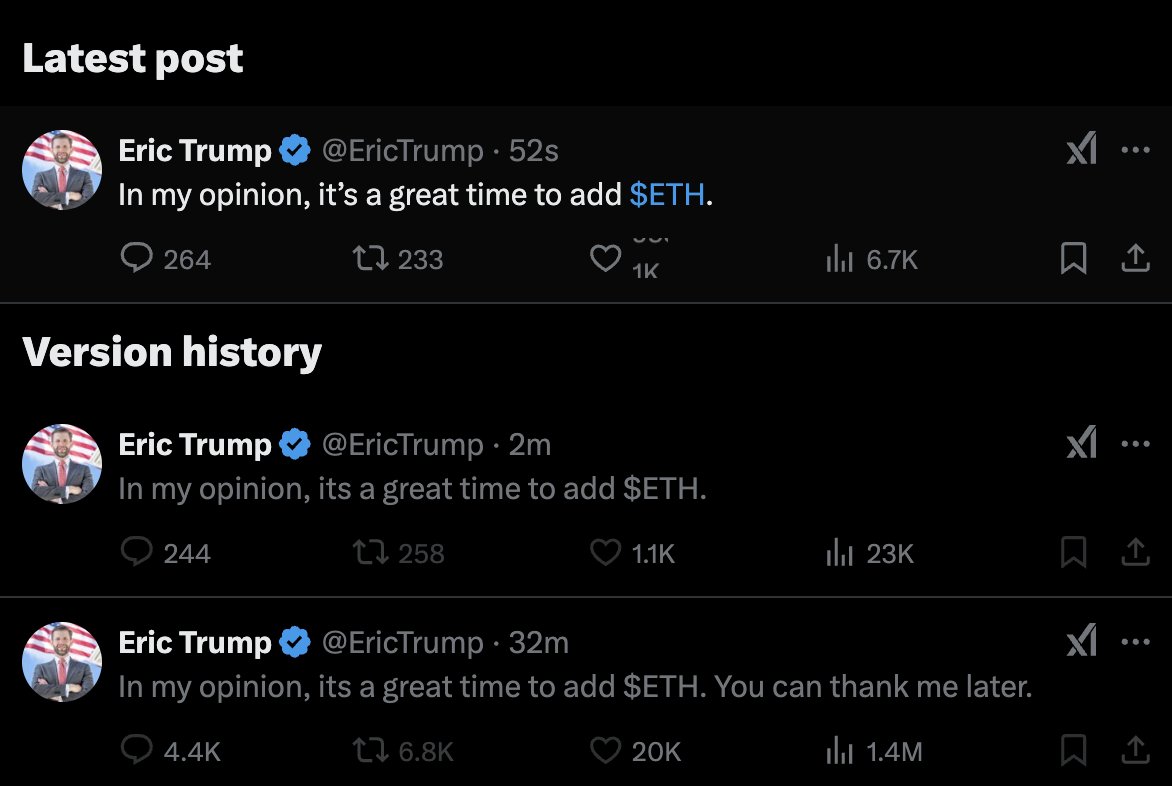 Latest post
Eric Trump @EricTrump · 52s
In my opinion, it’s a great time to add $ETH.
264 233 1K 6.7K
Version history
Eric Trump @EricTrump · 2m
In my opinion, its a great time to add $ETH.
244 258 1.1K 23K
Eric Trump @EricTrump · 32m
In my opinion, its a great time to add $ETH. You can thank me later.
4.4K 6.8K 20K 1.4M